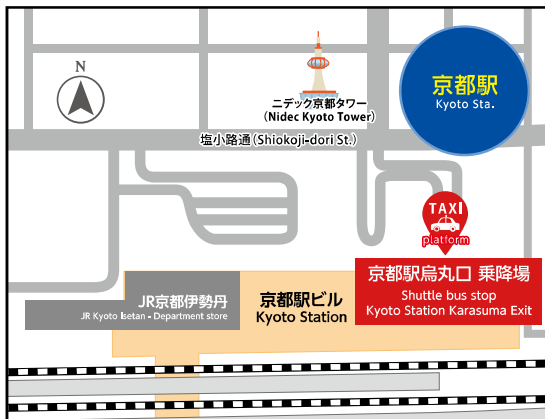 N
京都駅
Kyoto Sta.
ニデック京都タワー
(Nidec Kyoto Tower)
塩小路通(Shiokoji-dori St.)
TAXI
platform
京都駅烏丸口 乗降場
Shuttle bus stop
Kyoto Station Karasuma Exit
JR京都伊勢丹
JR Kyoto Isetan - Department store
京都駅ビル
Kyoto Station